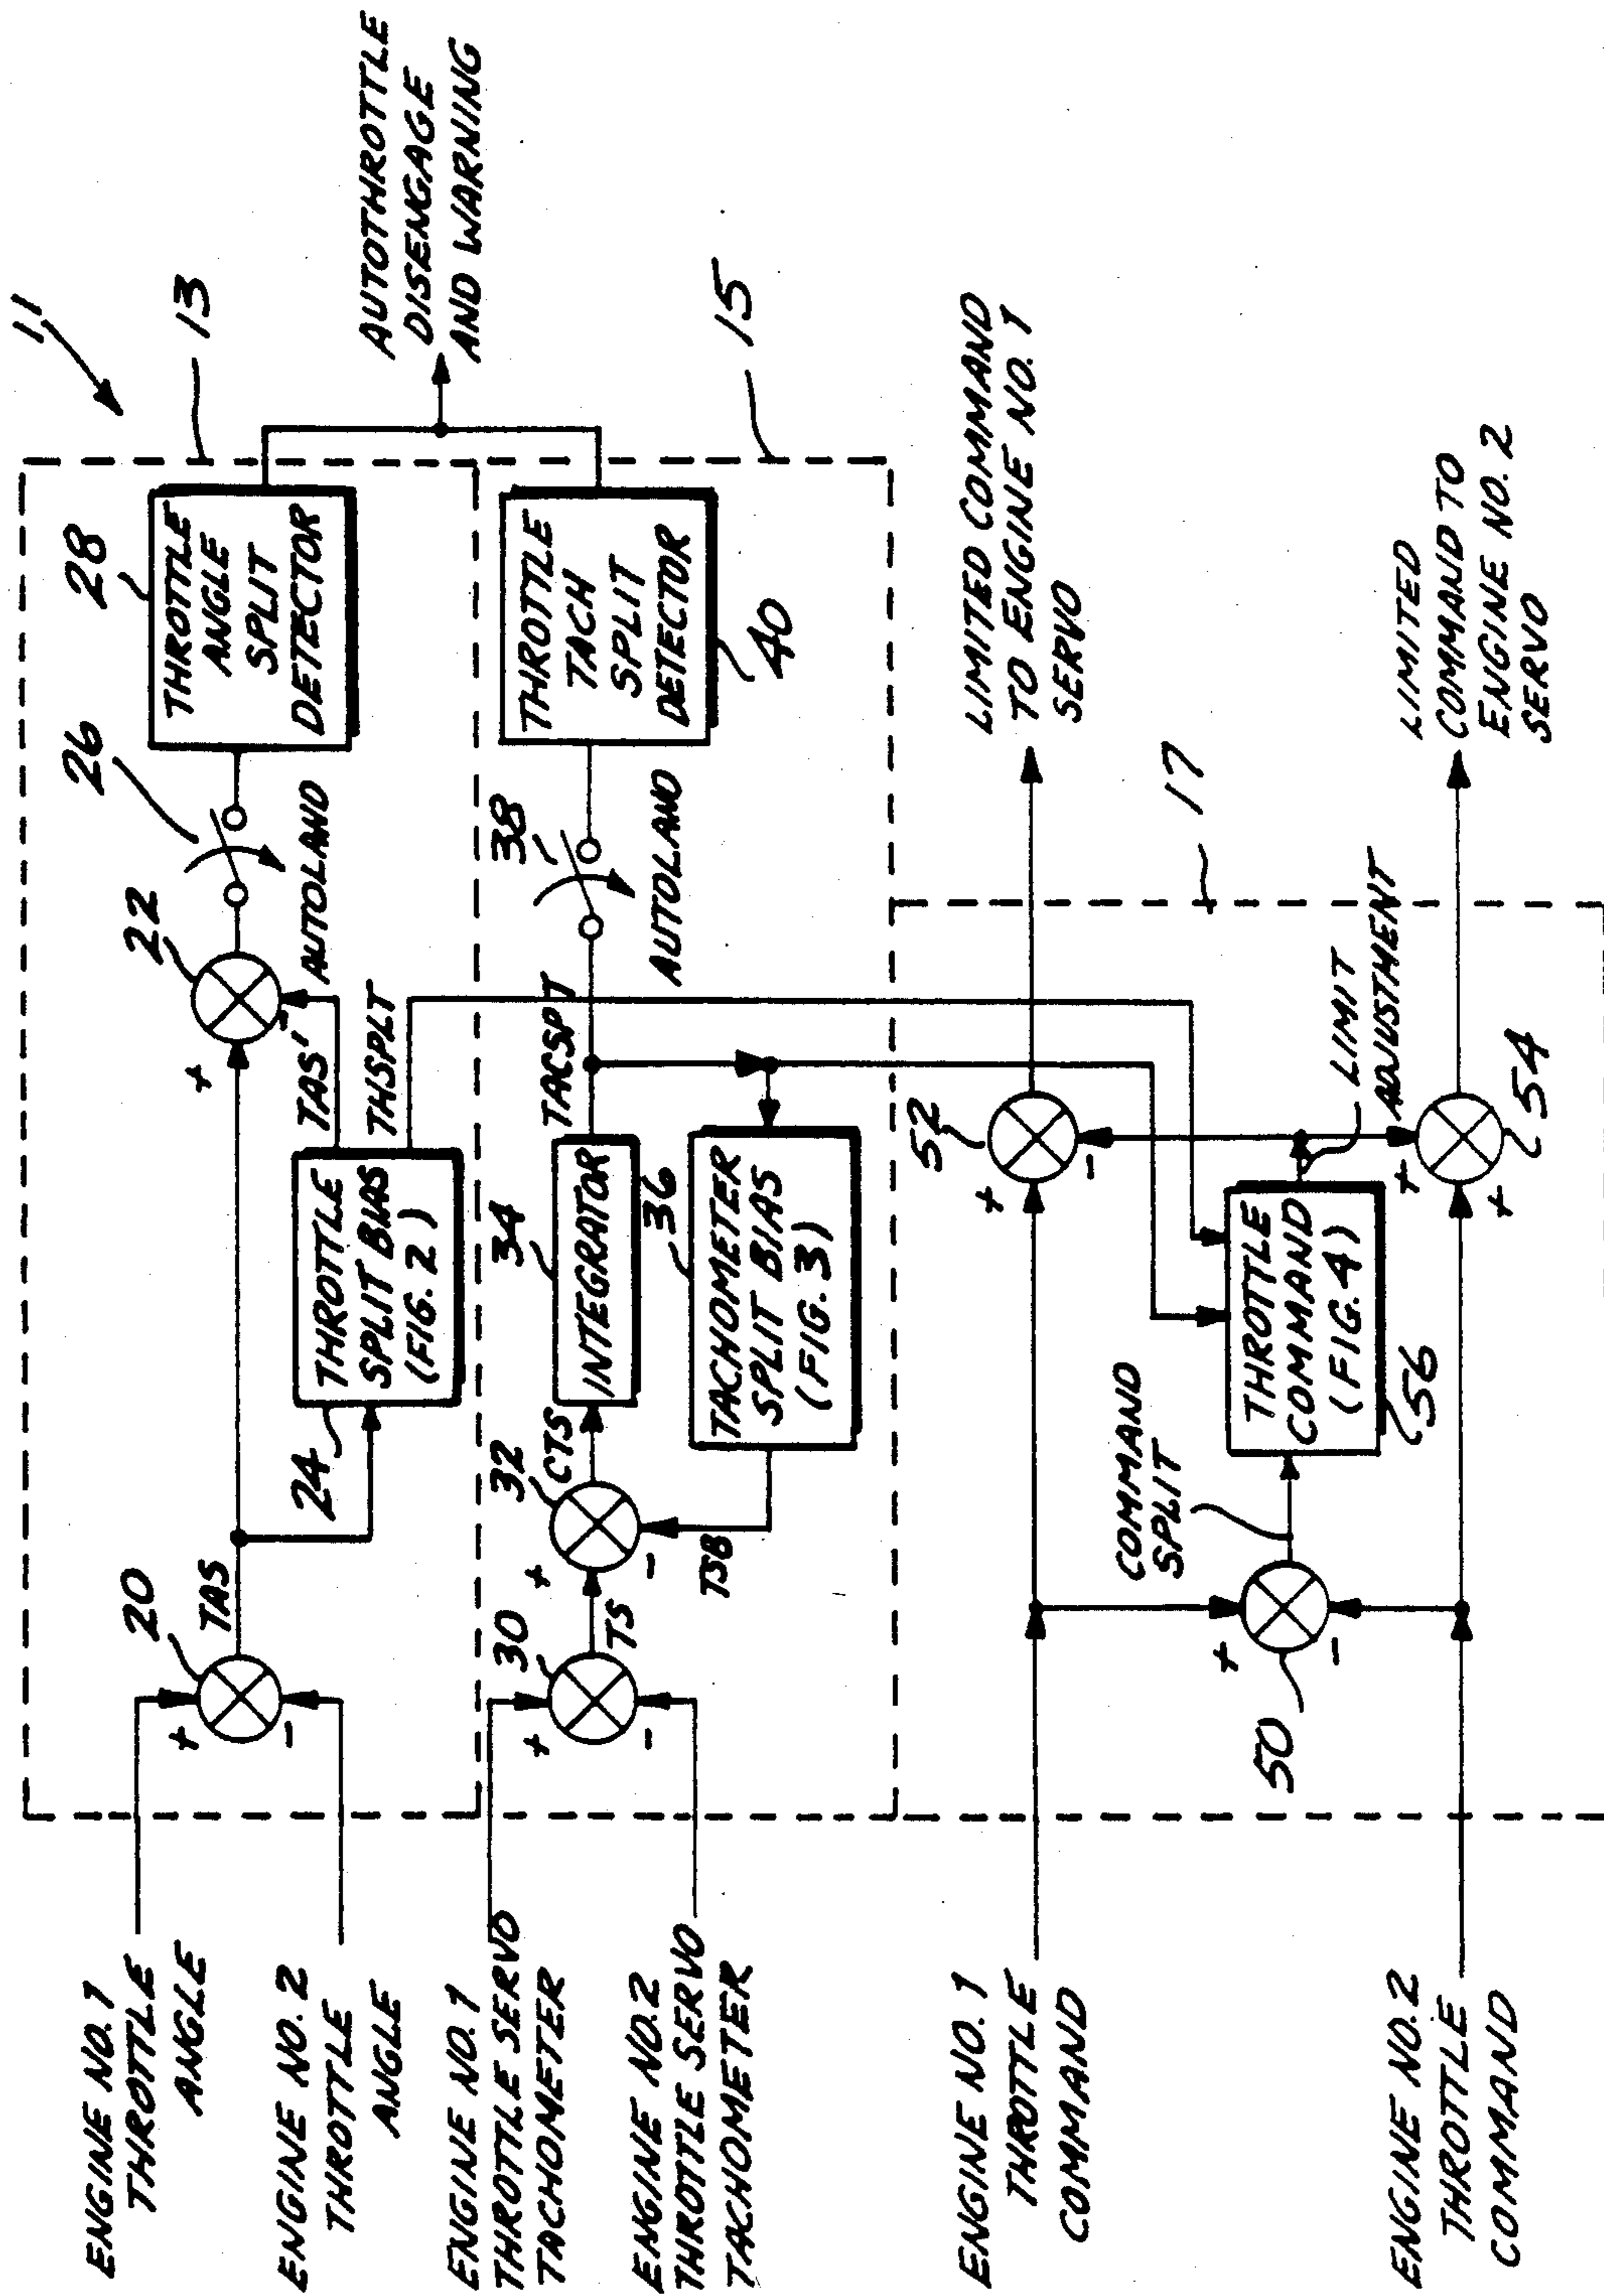 11
13
AUTOTHROTTLE
DISENGAGE
AND WARNING
15
ENGINE NO. 1
THROTTLE
ANGLE
ENGINE NO. 2
THROTTLE
ANGLE
20
+
-
TAS
24
THROTTLE
SPLIT BIAS
(FIG. 2)
TAS'
THSPLT
22
+
-
26
AUTOLAND
28
THROTTLE
ANGLE
SPLIT
DETECTOR
ENGINE NO. 1
THROTTLE SERVO
TACHOMETER
ENGINE NO. 2
THROTTLE SERVO
TACHOMETER
30
+
-
TS
32
+
-
CTS
TSB
34
INTEGRATOR
36
TACHOMETER
SPLIT BIAS
(FIG. 3)
TACSPT
38
AUTOLAND
THROTTLE
TACH
SPLIT
DETECTOR
40
ENGINE NO. 1
THROTTLE
COMMAND
ENGINE NO. 2
THROTTLE
COMMAND
50
+
-
COMMAND
SPLIT
THROTTLE
COMMAND
(FIG. 4)
56
52
+
-
LIMIT
ADJUSTMENT
+
+
54
17
LIMITED COMMAND
TO ENGINE NO. 1
SERVO
LIMITED
COMMAND TO
ENGINE NO. 2
SERVO